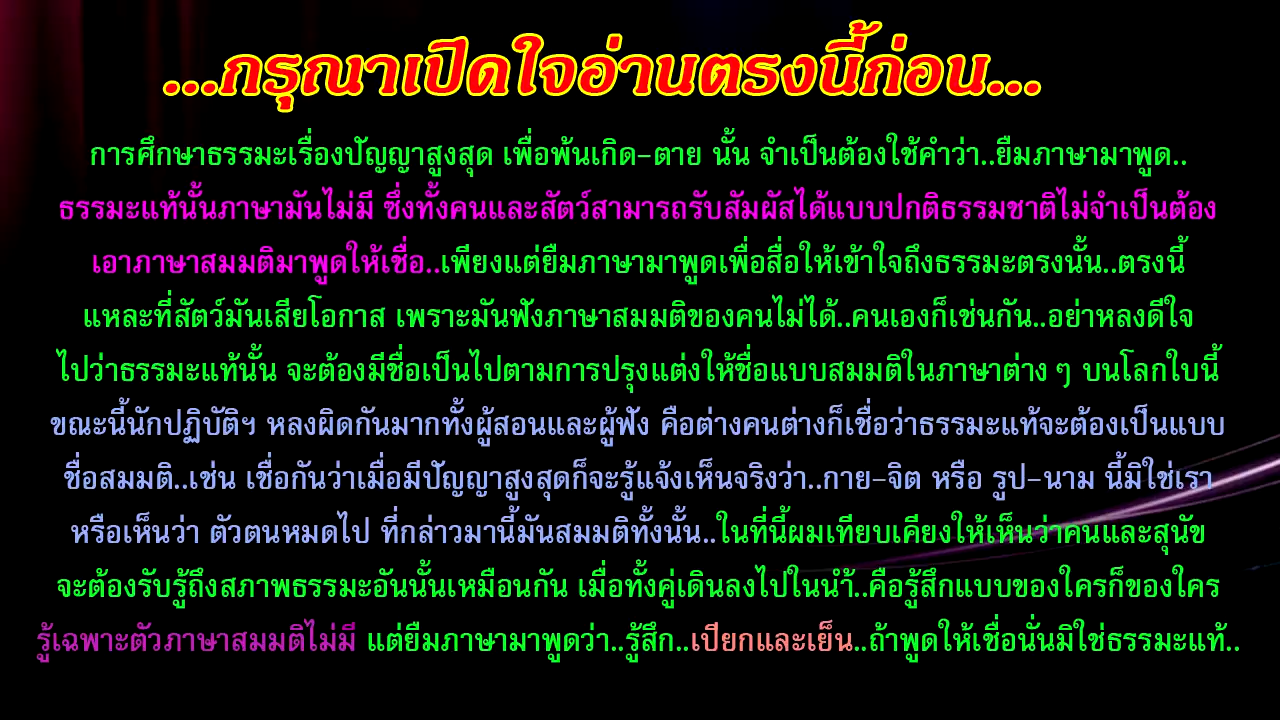 ...กรุณาเปิดใจอ่านตรงนี้ก่อน...
การศึกษาธรรมะเรื่องปัญญาสูงสุด เพื่อพ้นเกิด-ตาย นั้น จำเป็นต้องใช้คำว่า..ยืมภาษามาพูด..
ธรรมะแท้นั้นภาษามันไม่มี ซึ่งทั้งคนและสัตว์สามารถรับสัมผัสได้แบบปกติธรรมชาติไม่จำเป็นต้อง
เอาภาษาสมมติมาพูดให้เชื่อ..เพียงแต่ยืมภาษามาพูดเพื่อสื่อให้เข้าใจถึงธรรมะตรงนั้น..ตรงนี้
แหละที่สัตว์มันเสียโอกาส เพราะมันฟังภาษาสมมติของคนไม่ได้..คนเองก็เช่นกัน..อย่าหลงดีใจ
ไปว่าธรรมะแท้นั้น จะต้องมีชื่อเป็นไปตามการปรุงแต่งให้ชื่อแบบสมมติในภาษาต่าง ๆ บนโลกใบนี้
ขณะนี้นักปฏิบัติฯ หลงผิดกันมากทั้งผู้สอนและผู้ฟัง คือต่างคนต่างก็เชื่อว่าธรรมะแท้จะต้องเป็นแบบ
ชื่อสมมติ..เช่น เชื่อกันว่าเมื่อมีปัญญาสูงสุดก็จะรู้แจ้งเห็นจริงว่า..กาย-จิต หรือ รูป-นาม นี้มิใช่เรา
หรือเห็นว่า ตัวตนหมดไป ที่กล่าวมานี้มันสมมติทั้งนั้น..ในที่นี้ผมเทียบเคียงให้เห็นว่าคนและสุนัข
จะต้องรับรู้ถึงสภาพธรรมะอันนั้นเหมือนกัน เมื่อทั้งคู่เดินลงไปในน้ำ..คือรู้สึกแบบของใครก็ของใคร
รู้เฉพาะตัวภาษาสมมติไม่มี แต่ยืมภาษามาพูดว่า..รู้สึก..เปียกและเย็น..ถ้าพูดให้เชื่อนั่นมิใช่ธรรมะแท้..